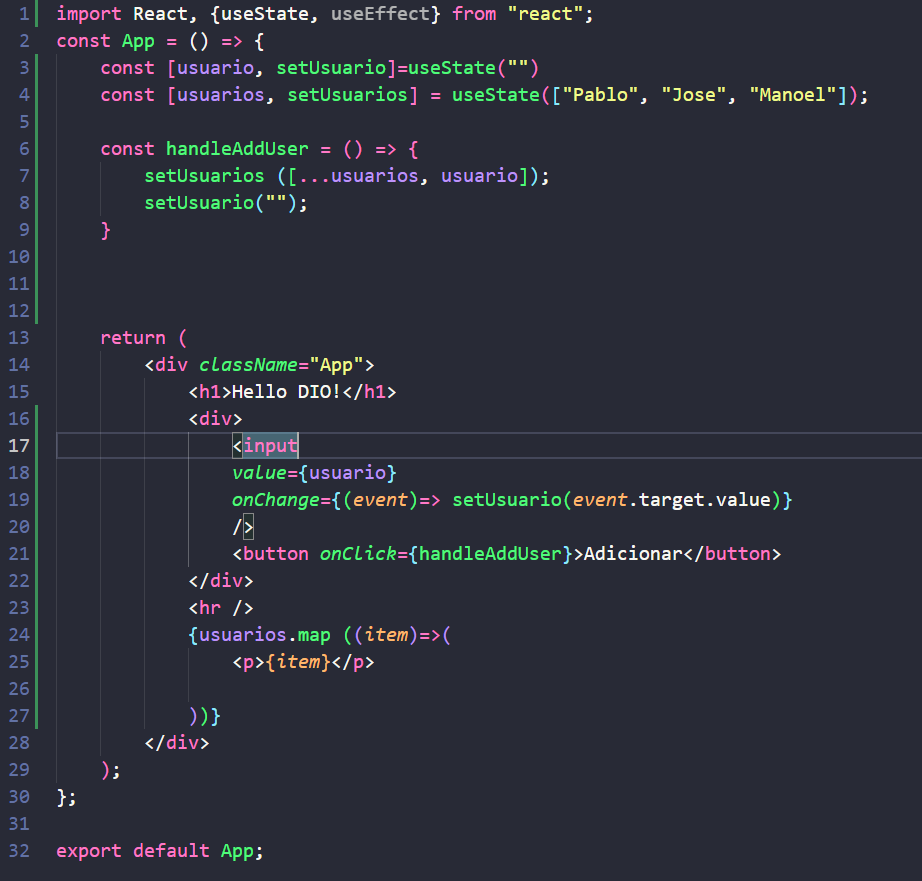 1 import React, {useState, useEffect} from "react";
2 const App = () => {
3 const [usuario, setUsuario]=useState("")
4 const [usuarios, setUsuarios] = useState(["Pablo", "Jose", "Manoel"]);
5
6 const handleAddUser = () => {
7 setUsuarios ([...usuarios, usuario]);
8 setUsuario("");
9 }
10
11
12
13 return (
14 <div className="App">
15 <h1>Hello DIO!</h1>
16 <div>
17 <input
18 value={usuario}
19 onChange={(event)=> setUsuario(event.target.value)}
20 />
21 <button onClick={handleAddUser}>Adicionar</button>
22 </div>
23 <hr />
24 {usuarios.map ((item)=>(
25 <p>{item}</p>
26
27 ))}
28 </div>
29 );
30 };
31
32 export default App;